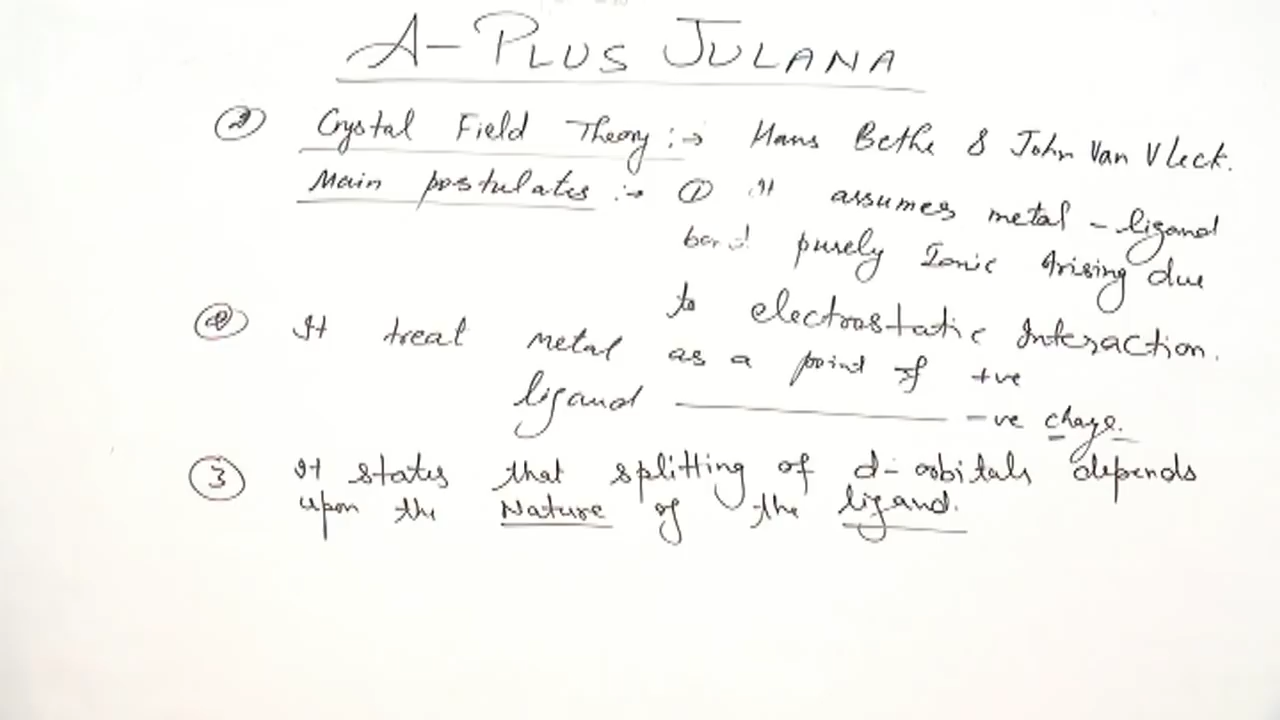 A- PLUS JULANA
② Crystal Field Theory :→ Hans Bethe & John Van Vleck.
Main postulates :→ ① It assumes metal - ligand
bond purely Ionic Arising due
to electrostatic Interaction.
② It treat metal as a point of +ve
ligand ———— -ve charge.
③ It states that splitting of d-orbitals depends
upon the Nature of the ligand.